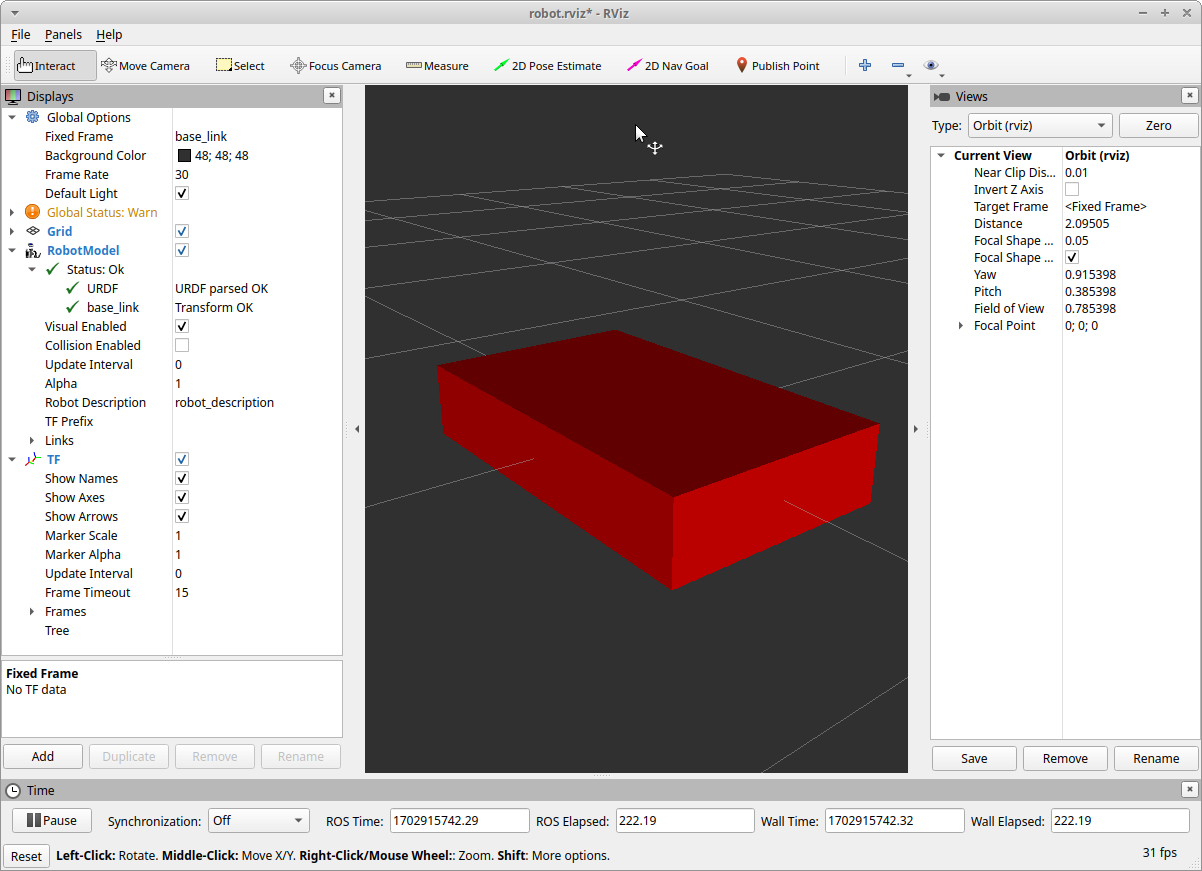 robot.rviz* - RViz
File Panels Help
Interact Move Camera Select Focus Camera Measure 2D Pose Estimate 2D Nav Goal Publish Point
Displays
Global Options
Fixed Frame base_link
Background Color 48; 48; 48
Frame Rate 30
Default Light
Global Status: Warn
Grid
RobotModel
Status: Ok
URDF URDF parsed OK
base_link Transform OK
Visual Enabled
Collision Enabled
Update Interval 0
Alpha 1
Robot Description robot_description
TF Prefix
Links
TF
Show Names
Show Axes
Show Arrows
Marker Scale 1
Marker Alpha 1
Update Interval 0
Frame Timeout 15
Frames
Tree
Fixed Frame
No TF data
Add Duplicate Remove Rename
Views
Type: Orbit (rviz) Zero
Current View Orbit (rviz)
Near Clip Dis... 0.01
Invert Z Axis
Target Frame <Fixed Frame>
Distance 2.09505
Focal Shape ... 0.05
Focal Shape ...
Yaw 0.915398
Pitch 0.385398
Field of View 0.785398
Focal Point 0; 0; 0
Save Remove Rename
Time
Pause Synchronization: Off ROS Time: 1702915742.29 ROS Elapsed: 222.19 Wall Time: 1702915742.32 Wall Elapsed: 222.19
Reset Left-Click: Rotate. Middle-Click: Move X/Y. Right-Click/Mouse Wheel:: Zoom. Shift: More options. 31 fps